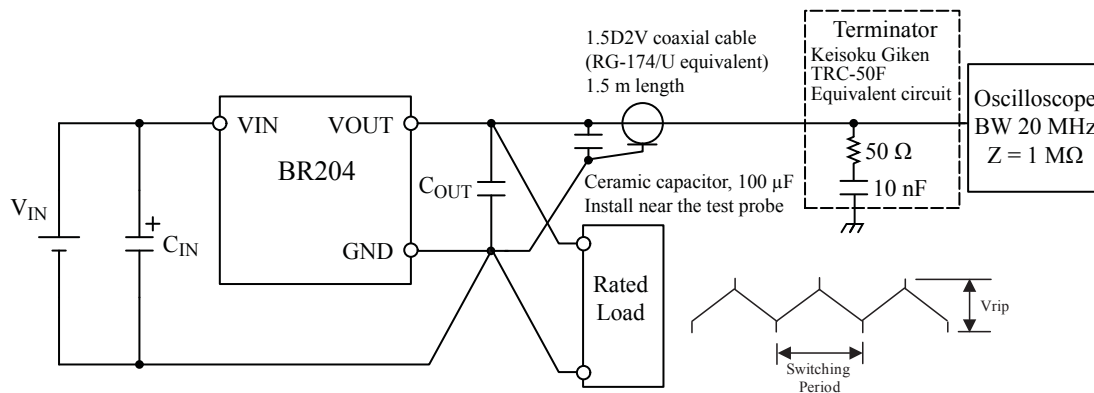 1.5D2V coaxial cable
(RG-174/U equivalent)
1.5 m length
Terminator
Keisoku Giken
TRC-50F
Equivalent circuit
Oscilloscope
BW 20 MHz
Z = 1 MΩ
VIN
VOUT
BR204
GND
50 Ω
10 nF
Ceramic capacitor, 100 µF
Install near the test probe
COUT
VIN
+
CIN
Rated
Load
Vrip
Switching
Period